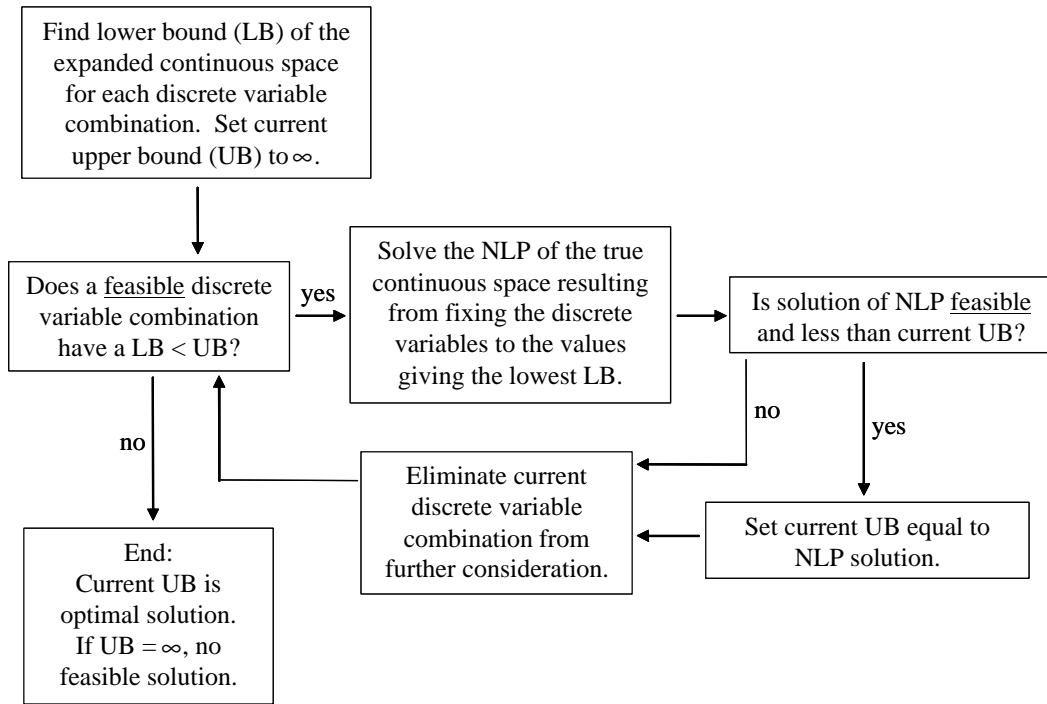 Find lower bound (LB) of the
expanded continuous space
for each discrete variable
combination. Set current
upper bound (UB) to ∞.
Does a feasible discrete
variable combination
have a LB < UB?
yes
Solve the NLP of the true
continuous space resulting
from fixing the discrete
variables to the values
giving the lowest LB.
Is solution of NLP feasible
and less than current UB?
no
yes
no
Eliminate current
discrete variable
combination from
further consideration.
Set current UB equal to
NLP solution.
End:
Current UB is
optimal solution.
If UB = ∞, no
feasible solution.